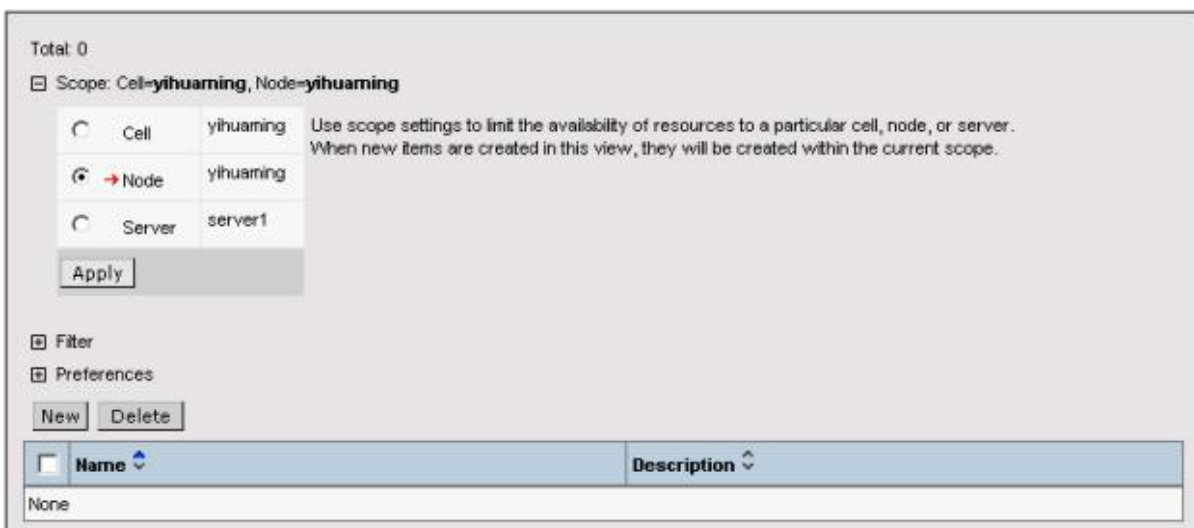 Total: 0
Scope: Cell=yihuaming, Node=yihuaming
Cell yihuaming
Use scope settings to limit the availability of resources to a particular cell, node, or server.
When new items are created in this view, they will be created within the current scope.
Node yihuaming
Server server1
Apply
Filter
Preferences
New Delete
Name Description
None